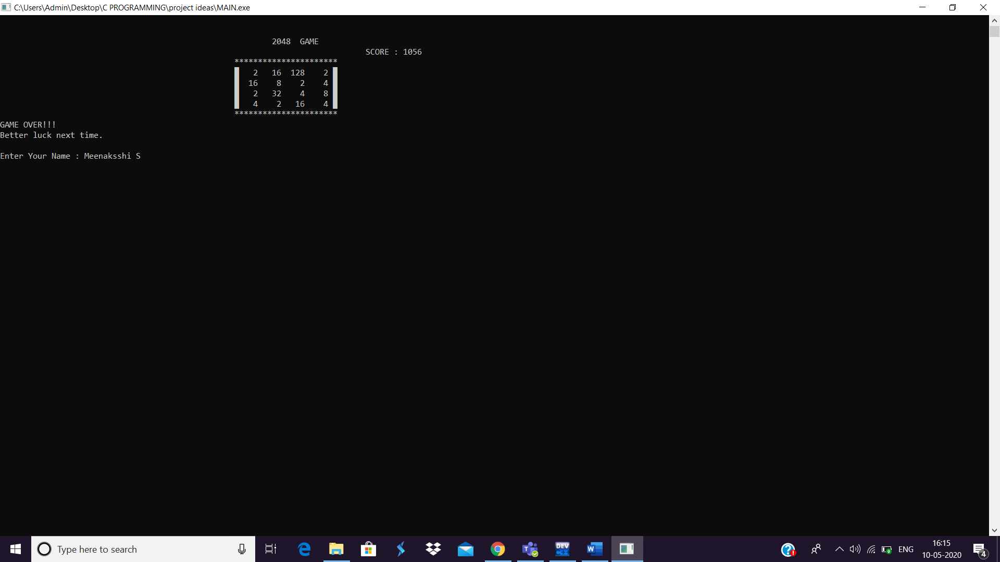 C:\Users\Admin\Desktop\C PROGRAMMING\project ideas\MAIN.exe
2048 GAME
SCORE : 1056
**********************
2 16 128 2
16 8 2 4
2 32 4 8
4 2 16 4
**********************
GAME OVER!!!
Better luck next time.
Enter Your Name : Meenaksshi S
Type here to search
DEV
C++
ENG
16:15
10-05-2020
4